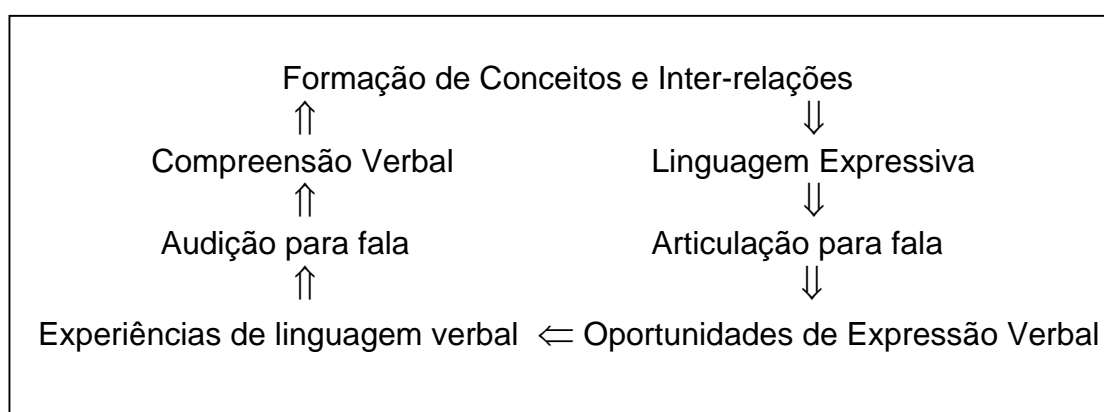 Formação de Conceitos e Inter-relações
⇑ ⇓
Compreensão Verbal Linguagem Expressiva
⇑ ⇓
Audição para fala Articulação para fala
⇑ ⇓
Experiências de linguagem verbal ⇐ Oportunidades de Expressão Verbal